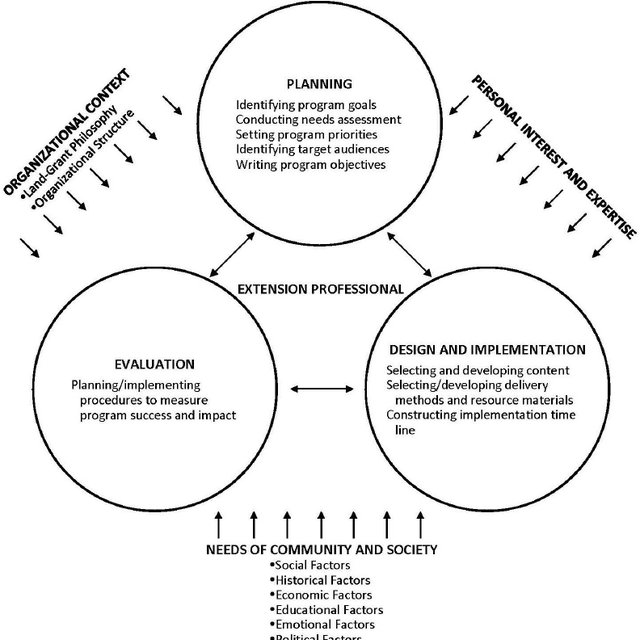 PLANNING
Identifying program goals
Conducting needs assessment
Setting program priorities
Identifying target audiences
Writing program objectives
ORGANIZATIONAL CONTEXT
•Land-Grant Philosophy
•Organizational Structure
PERSONAL INTEREST AND EXPERTISE
EXTENSION PROFESSIONAL
EVALUATION
Planning/implementing
procedures to measure
program success and impact
DESIGN AND IMPLEMENTATION
Selecting and developing content
Selecting/developing delivery
methods and resource materials
Constructing implementation time
line
NEEDS OF COMMUNITY AND SOCIETY
•Social Factors
•Historical Factors
•Economic Factors
•Educational Factors
•Emotional Factors
•Political Factors